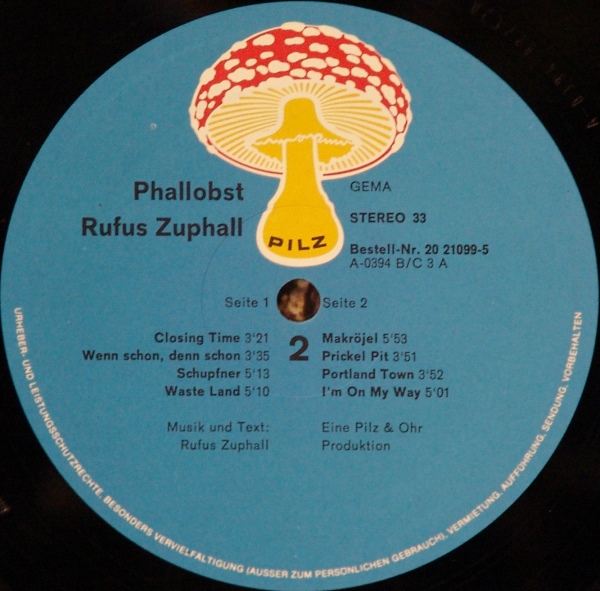 PILZ
Phallobst
Rufus Zuphall
GEMA
STEREO 33
Bestell-Nr. 20 21099-5
A-0394 B/C 3 A
Seite 1
Seite 2
2
Closing Time 3'21
Wenn schon, denn schon 3'35
Schupfner 5'13
Waste Land 5'10
Makröjel 5'53
Prickel Pit 3'51
Portland Town 3'52
I'm On My Way 5'01
Musik und Text:
Rufus Zuphall
Eine Pilz & Ohr
Produktion
URHEBER- UND LEISTUNGSSCHUTZRECHTE, BESONDERS VERVIELFÄLTIGUNG (AUSSER ZUM PERSÖNLICHEN GEBRAUCH), VERMIETUNG, AUFFÜHRUNG, SENDUNG, VORBEHALTEN